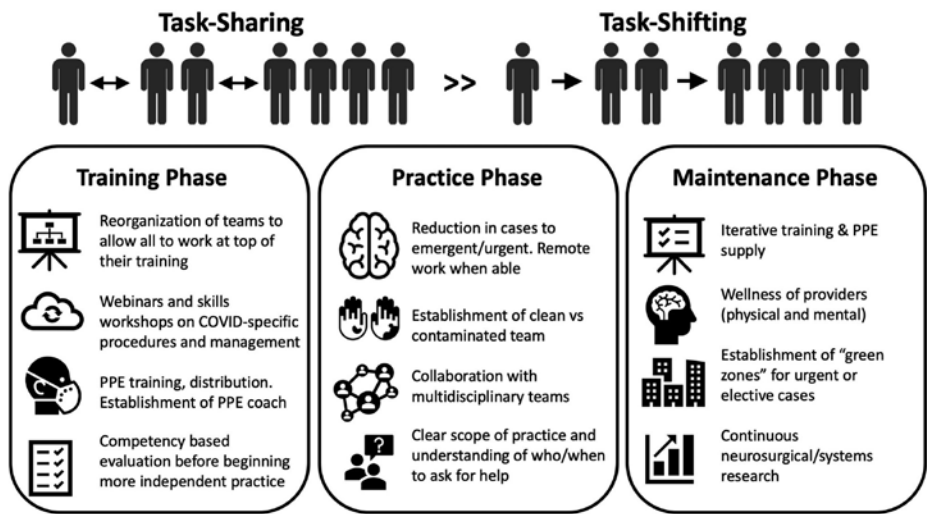 Task-Sharing
>>
Task-Shifting
Training Phase
Reorganization of teams to
allow all to work at top of
their training
Webinars and skills
workshops on COVID-specific
procedures and management
PPE training, distribution.
Establishment of PPE coach
Competency based
evaluation before beginning
more independent practice
Practice Phase
Reduction in cases to
emergent/urgent. Remote
work when able
Establishment of clean vs
contaminated team
Collaboration with
multidisciplinary teams
?
Clear scope of practice and
understanding of who/when
to ask for help
Maintenance Phase
Iterative training & PPE
supply
Wellness of providers
(physical and mental)
Establishment of “green
zones” for urgent or
elective cases
Continuous
neurosurgical/systems
research